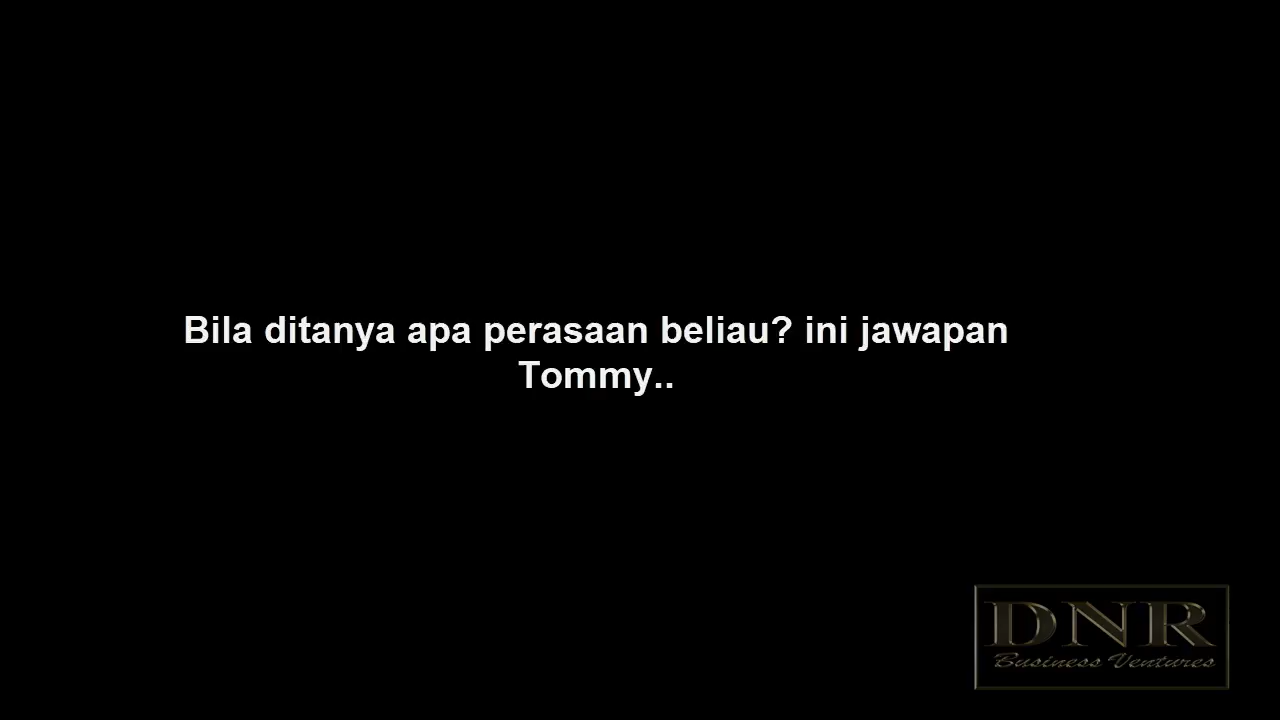 Bila ditanya apa perasaan beliau? ini jawapan
Tommy..
DNR
Business Ventures